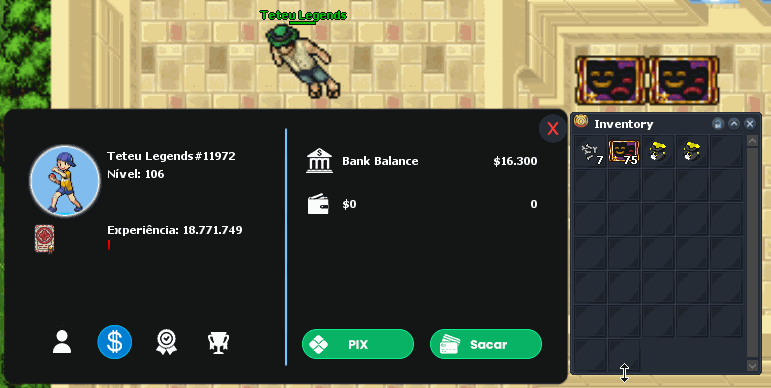 Teteu Legends
Teteu Legends#11972
Nível: 106
Experiência: 18.771.749
Bank Balance $16.300
$0 0
PIX
Sacar
X
Inventory
7
75